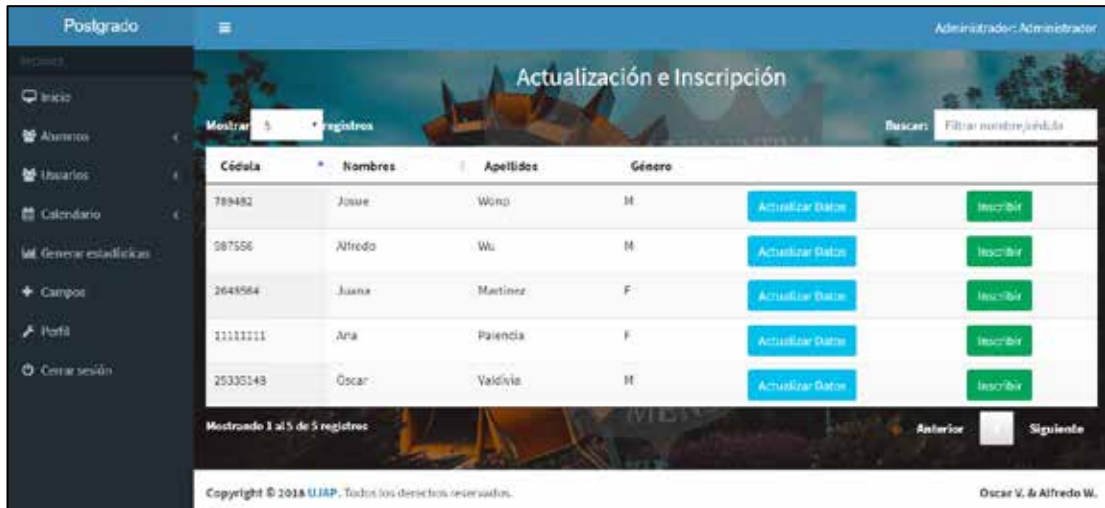 Postgrado
Administrador: Administrador
Actualización e Inscripción
Inicio
Alumnos
Usuarios
Calendario
Generar estadísticas
Campos
Perfil
Cerrar sesión
Mostrar 5 registros Buscar: Filtrar nombre/cédula
Cédula Nombres Apellidos Género
789482 Josue Wong M Actualizar Datos Inscribir
987556 Alfredo Wu M Actualizar Datos Inscribir
Juana Martinez F Actualizar Datos Inscribir
11111111 Ana Palencia F Actualizar Datos Inscribir
25335148 Oscar Valdivia M Actualizar Datos Inscribir
Mostrando 1 al 5 de 5 registros Anterior Siguiente
Copyright © 2018 UJAP. Todos los derechos reservados. Oscar V. & Alfredo W.